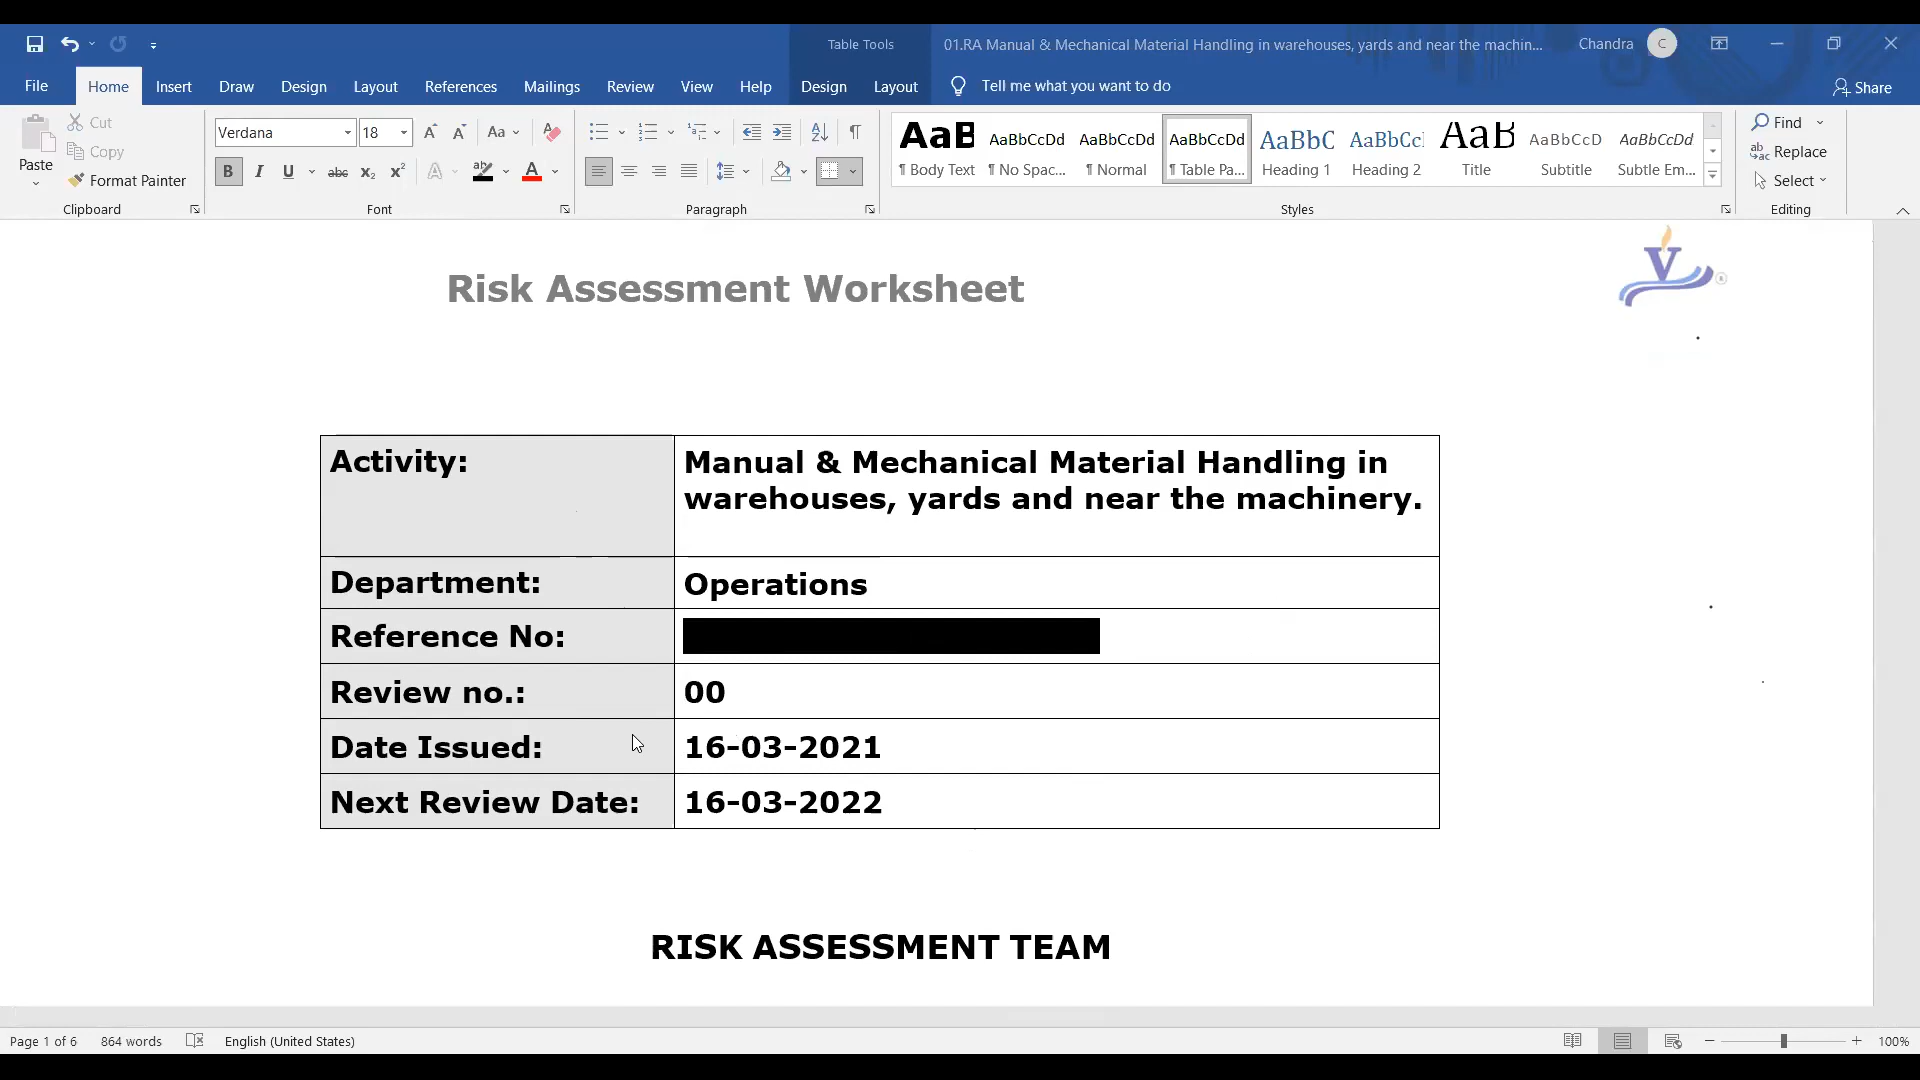 Table Tools
01.RA Manual & Mechanical Material Handling in warehouses, yards and near the machin...
Chandra
C
File
Home
Insert
Draw
Design
Layout
References
Mailings
Review
View
Help
Design
Layout
Tell me what you want to do
Share
Paste
Cut
Copy
Format Painter
Clipboard
Verdana
18
Aa
B
I
U
abc
x₂
x²
A
ab
A
Font
Paragraph
AaB
¶ Body Text
AaBbCcDd
¶ No Spac...
AaBbCcDd
¶ Normal
AaBbCcDd
¶ Table Pa...
AaBbC
Heading 1
AaBbCc
Heading 2
AaB
Title
AaBbCcD
Subtitle
AaBbCcDd
Subtle Em...
Styles
Find
Replace
Select
Editing
Risk Assessment Worksheet
V
Activity:
Manual & Mechanical Material Handling in
warehouses, yards and near the machinery.
Department:
Operations
Reference No:
Review no.:
00
Date Issued:
16-03-2021
Next Review Date:
16-03-2022
RISK ASSESSMENT TEAM
Page 1 of 6
864 words
English (United States)
100%